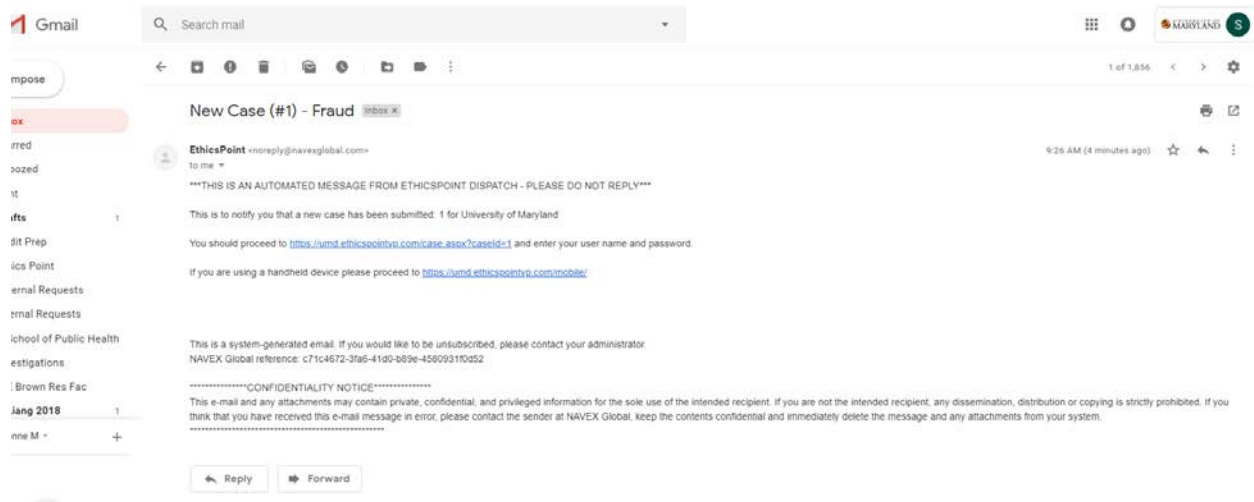 Gmail
Search mail
MARYLAND
S
mpose
1 of 1,856
New Case (#1) - Fraud Inbox x
ox
rred
EthicsPoint <noreply@navexglobal.com>
9:26 AM (4 minutes ago)
to me
oozed
***THIS IS AN AUTOMATED MESSAGE FROM ETHICSPOINT DISPATCH - PLEASE DO NOT REPLY***
nt
This is to notify you that a new case has been submitted: 1 for University of Maryland
fts 1
dit Prep
You should proceed to https://umd.ethicspointvp.com/case.aspx?caseId=1 and enter your user name and password.
ics Point
If you are using a handheld device please proceed to https://umd.ethicspointvp.com/mobile/
ernal Requests
ernal Requests
chool of Public Health
This is a system-generated email. If you would like to be unsubscribed, please contact your administrator.
NAVEX Global reference: c71c4672-3fa6-41d0-b89e-4580931f0d52
estigations
Brown Res Fac
***************CONFIDENTIALITY NOTICE***************
This e-mail and any attachments may contain private, confidential, and privileged information for the sole use of the intended recipient. If you are not the intended recipient, any dissemination, distribution or copying is strictly prohibited. If you
iang 2018 1
think that you have received this e-mail message in error, please contact the sender at NAVEX Global, keep the contents confidential and immediately delete the message and any attachments from your system.
****************************************************
nne M
Reply
Forward